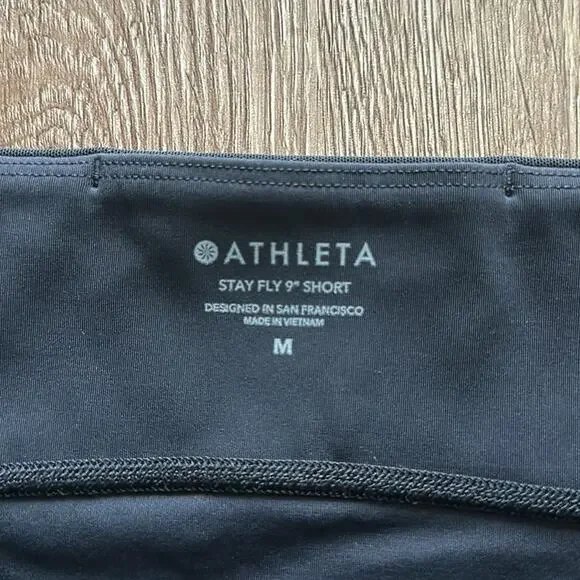 ATHLETA
STAY FLY 9" SHORT
DESIGNED IN SAN FRANCISCO
MADE IN VIETNAM
M